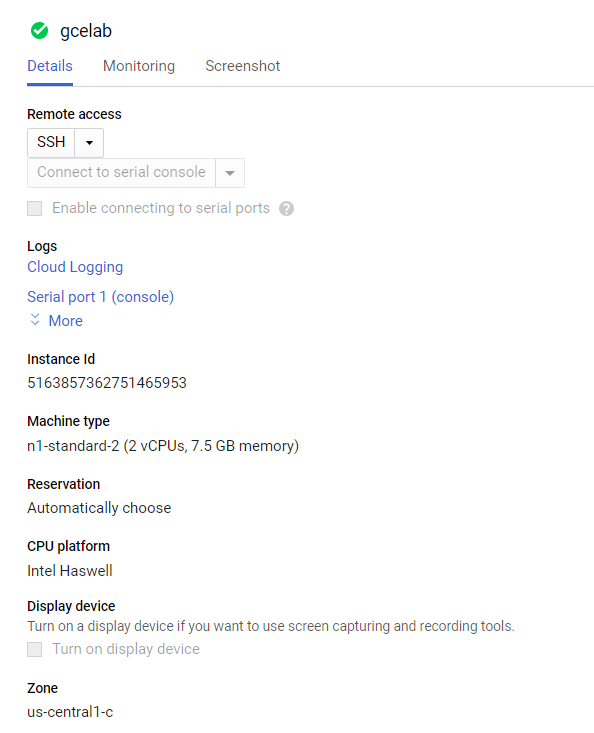 gcelab
Details Monitoring Screenshot
Remote access
SSH
Connect to serial console
Enable connecting to serial ports ?
Logs
Cloud Logging
Serial port 1 (console)
More
Instance Id
5163857362751465953
Machine type
n1-standard-2 (2 vCPUs, 7.5 GB memory)
Reservation
Automatically choose
CPU platform
Intel Haswell
Display device
Turn on a display device if you want to use screen capturing and recording tools.
Turn on display device
Zone
us-central1-c